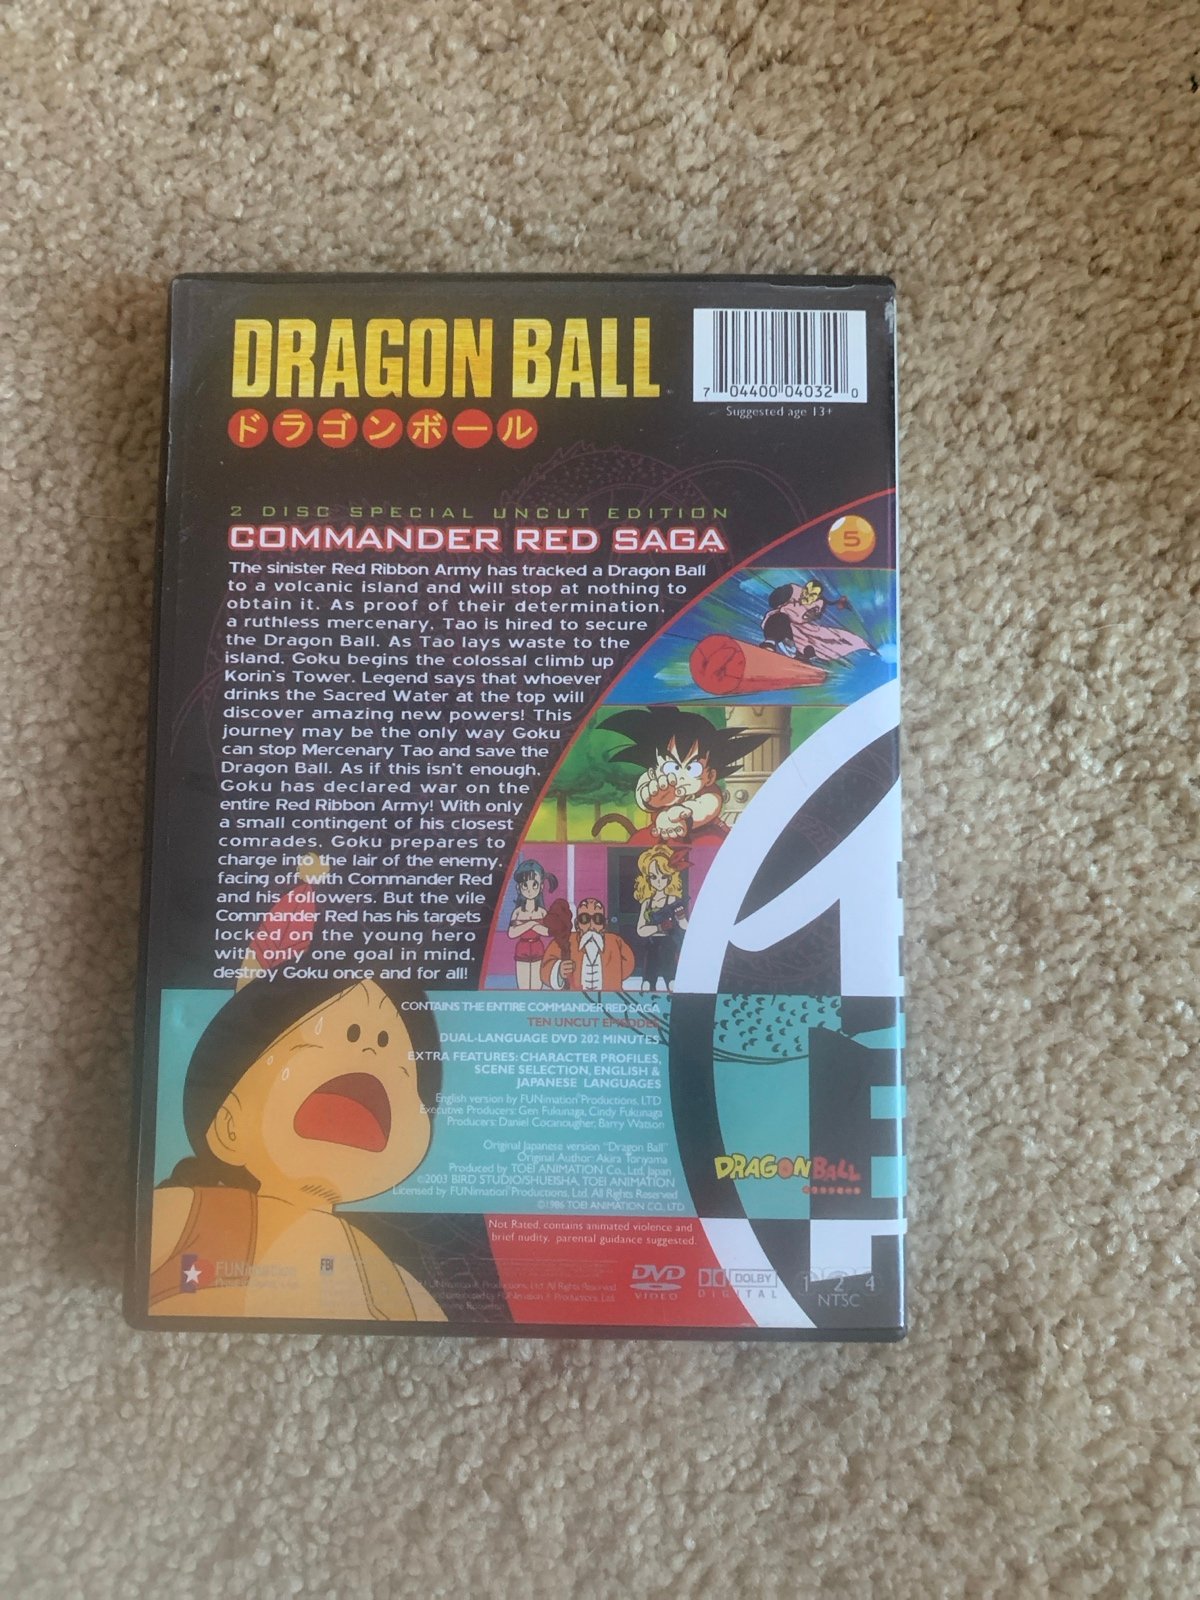 DRAGON BALL
ドラゴンボール
7 04400 04032 0
Suggested age 13+
2 DISC SPECIAL UNCUT EDITION
COMMANDER RED SAGA
5
The sinister Red Ribbon Army has tracked a Dragon Ball
to a volcanic island and will stop at nothing to
obtain it. As proof of their determination,
a ruthless mercenary, Tao is hired to secure
the Dragon Ball. As Tao lays waste to the
island, Goku begins the colossal climb up
Korin's Tower. Legend says that whoever
drinks the Sacred Water at the top will
discover amazing new powers! This
journey may be the only way Goku
can stop Mercenary Tao and save the
Dragon Ball. As if this isn't enough,
Goku has declared war on the
entire Red Ribbon Army! With only
a small contingent of his closest
comrades, Goku prepares to
charge into the lair of the enemy,
facing off with Commander Red
and his followers. But the vile
Commander Red has his targets
locked on the young hero
with only one goal in mind,
destroy Goku once and for all!
CONTAINS THE ENTIRE COMMANDER RED SAGA
TEN UNCUT EPISODES
DUAL-LANGUAGE DVD 202 MINUTES
EXTRA FEATURES: CHARACTER PROFILES,
SCENE SELECTION, ENGLISH &
JAPANESE LANGUAGES
English version by FUNimation Productions, LTD
Executive Producers: Gen Fukunaga, Cindy Fukunaga
Producers: Daniel Cocanougher, Barry Watson
Original Japanese version "Dragon Ball"
Original Author: Akira Toriyama
Produced by TOEI ANIMATION Co., Ltd. Japan
©2003 BIRD STUDIO/SHUEISHA, TOEI ANIMATION
Licensed by FUNimation Productions, Ltd. All Rights Reserved
©1986 TOEI ANIMATION CO., LTD
DRAGON BALL
Not Rated, contains animated violence and
brief nudity, parental guidance suggested.
FUNimation
FBI
FUNimation Productions, Ltd. All Rights Reserved
FUNimation Productions, Ltd.
DVD
VIDEO
DOLBY
DIGITAL
1 2 4
NTSC